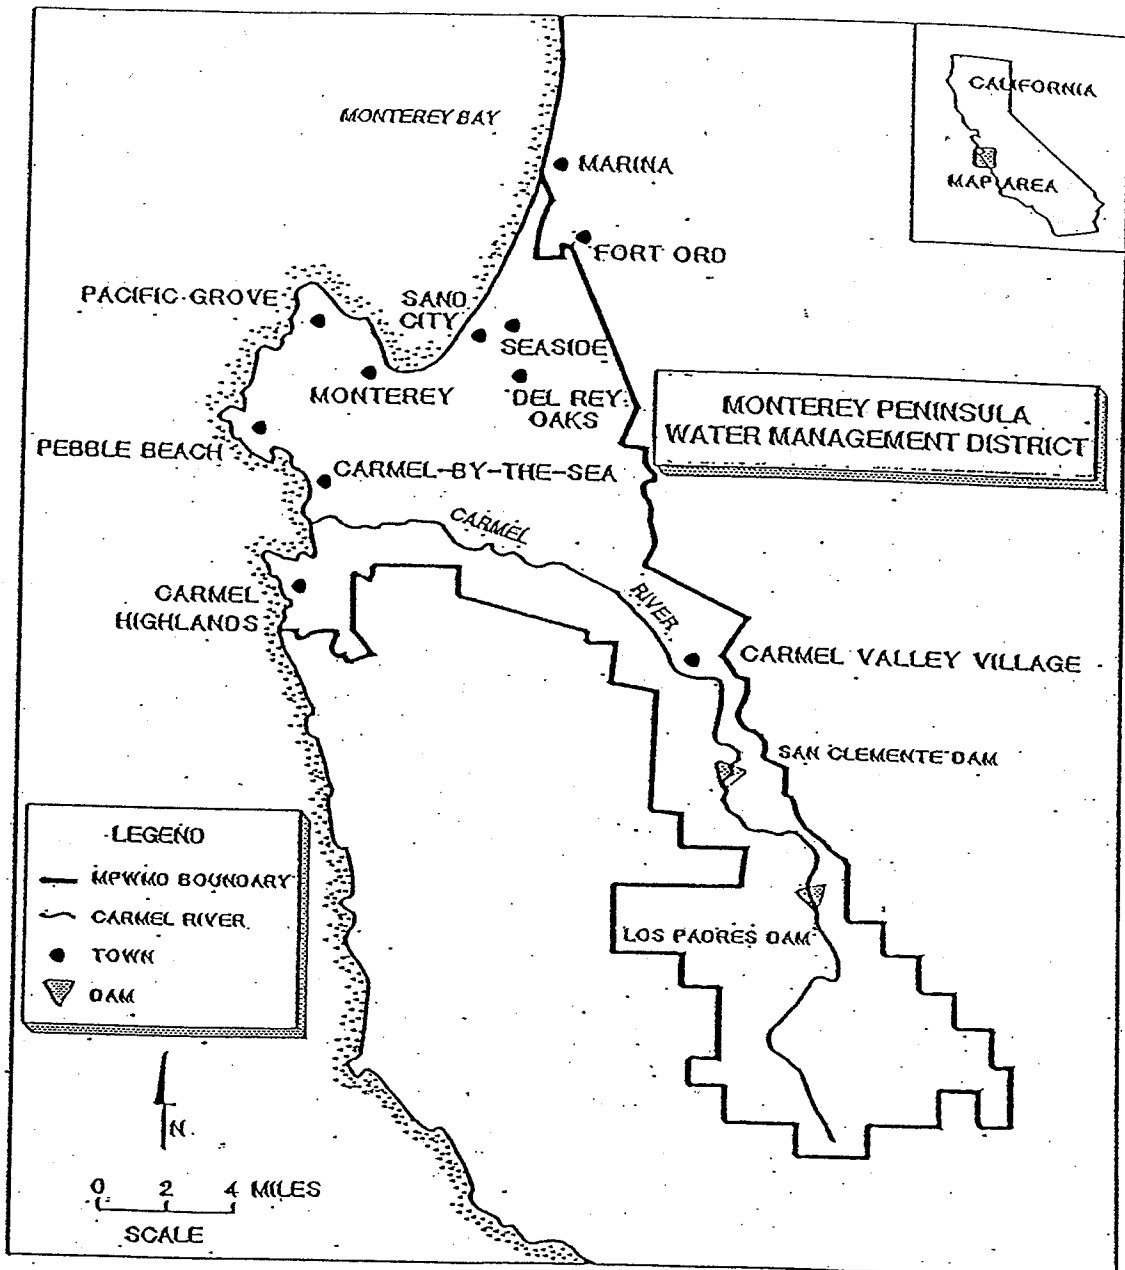 MONTEREY BAY
CALIFORNIA
MAP AREA
MARINA
FORT ORD
PACIFIC GROVE
SAND
CITY
SEASIDE
MONTEREY
DEL REY
OAKS
MONTEREY PENINSULA
WATER MANAGEMENT DISTRICT
PEBBLE BEACH
CARMEL-BY-THE-SEA
CARMEL
RIVER
CARMEL
HIGHLANDS
CARMEL VALLEY VILLAGE
SAN CLEMENTE DAM
LOS PADRES DAM
LEGEND
MPWMD BOUNDARY
CARMEL RIVER
TOWN
DAM
N
0 2 4 MILES
SCALE